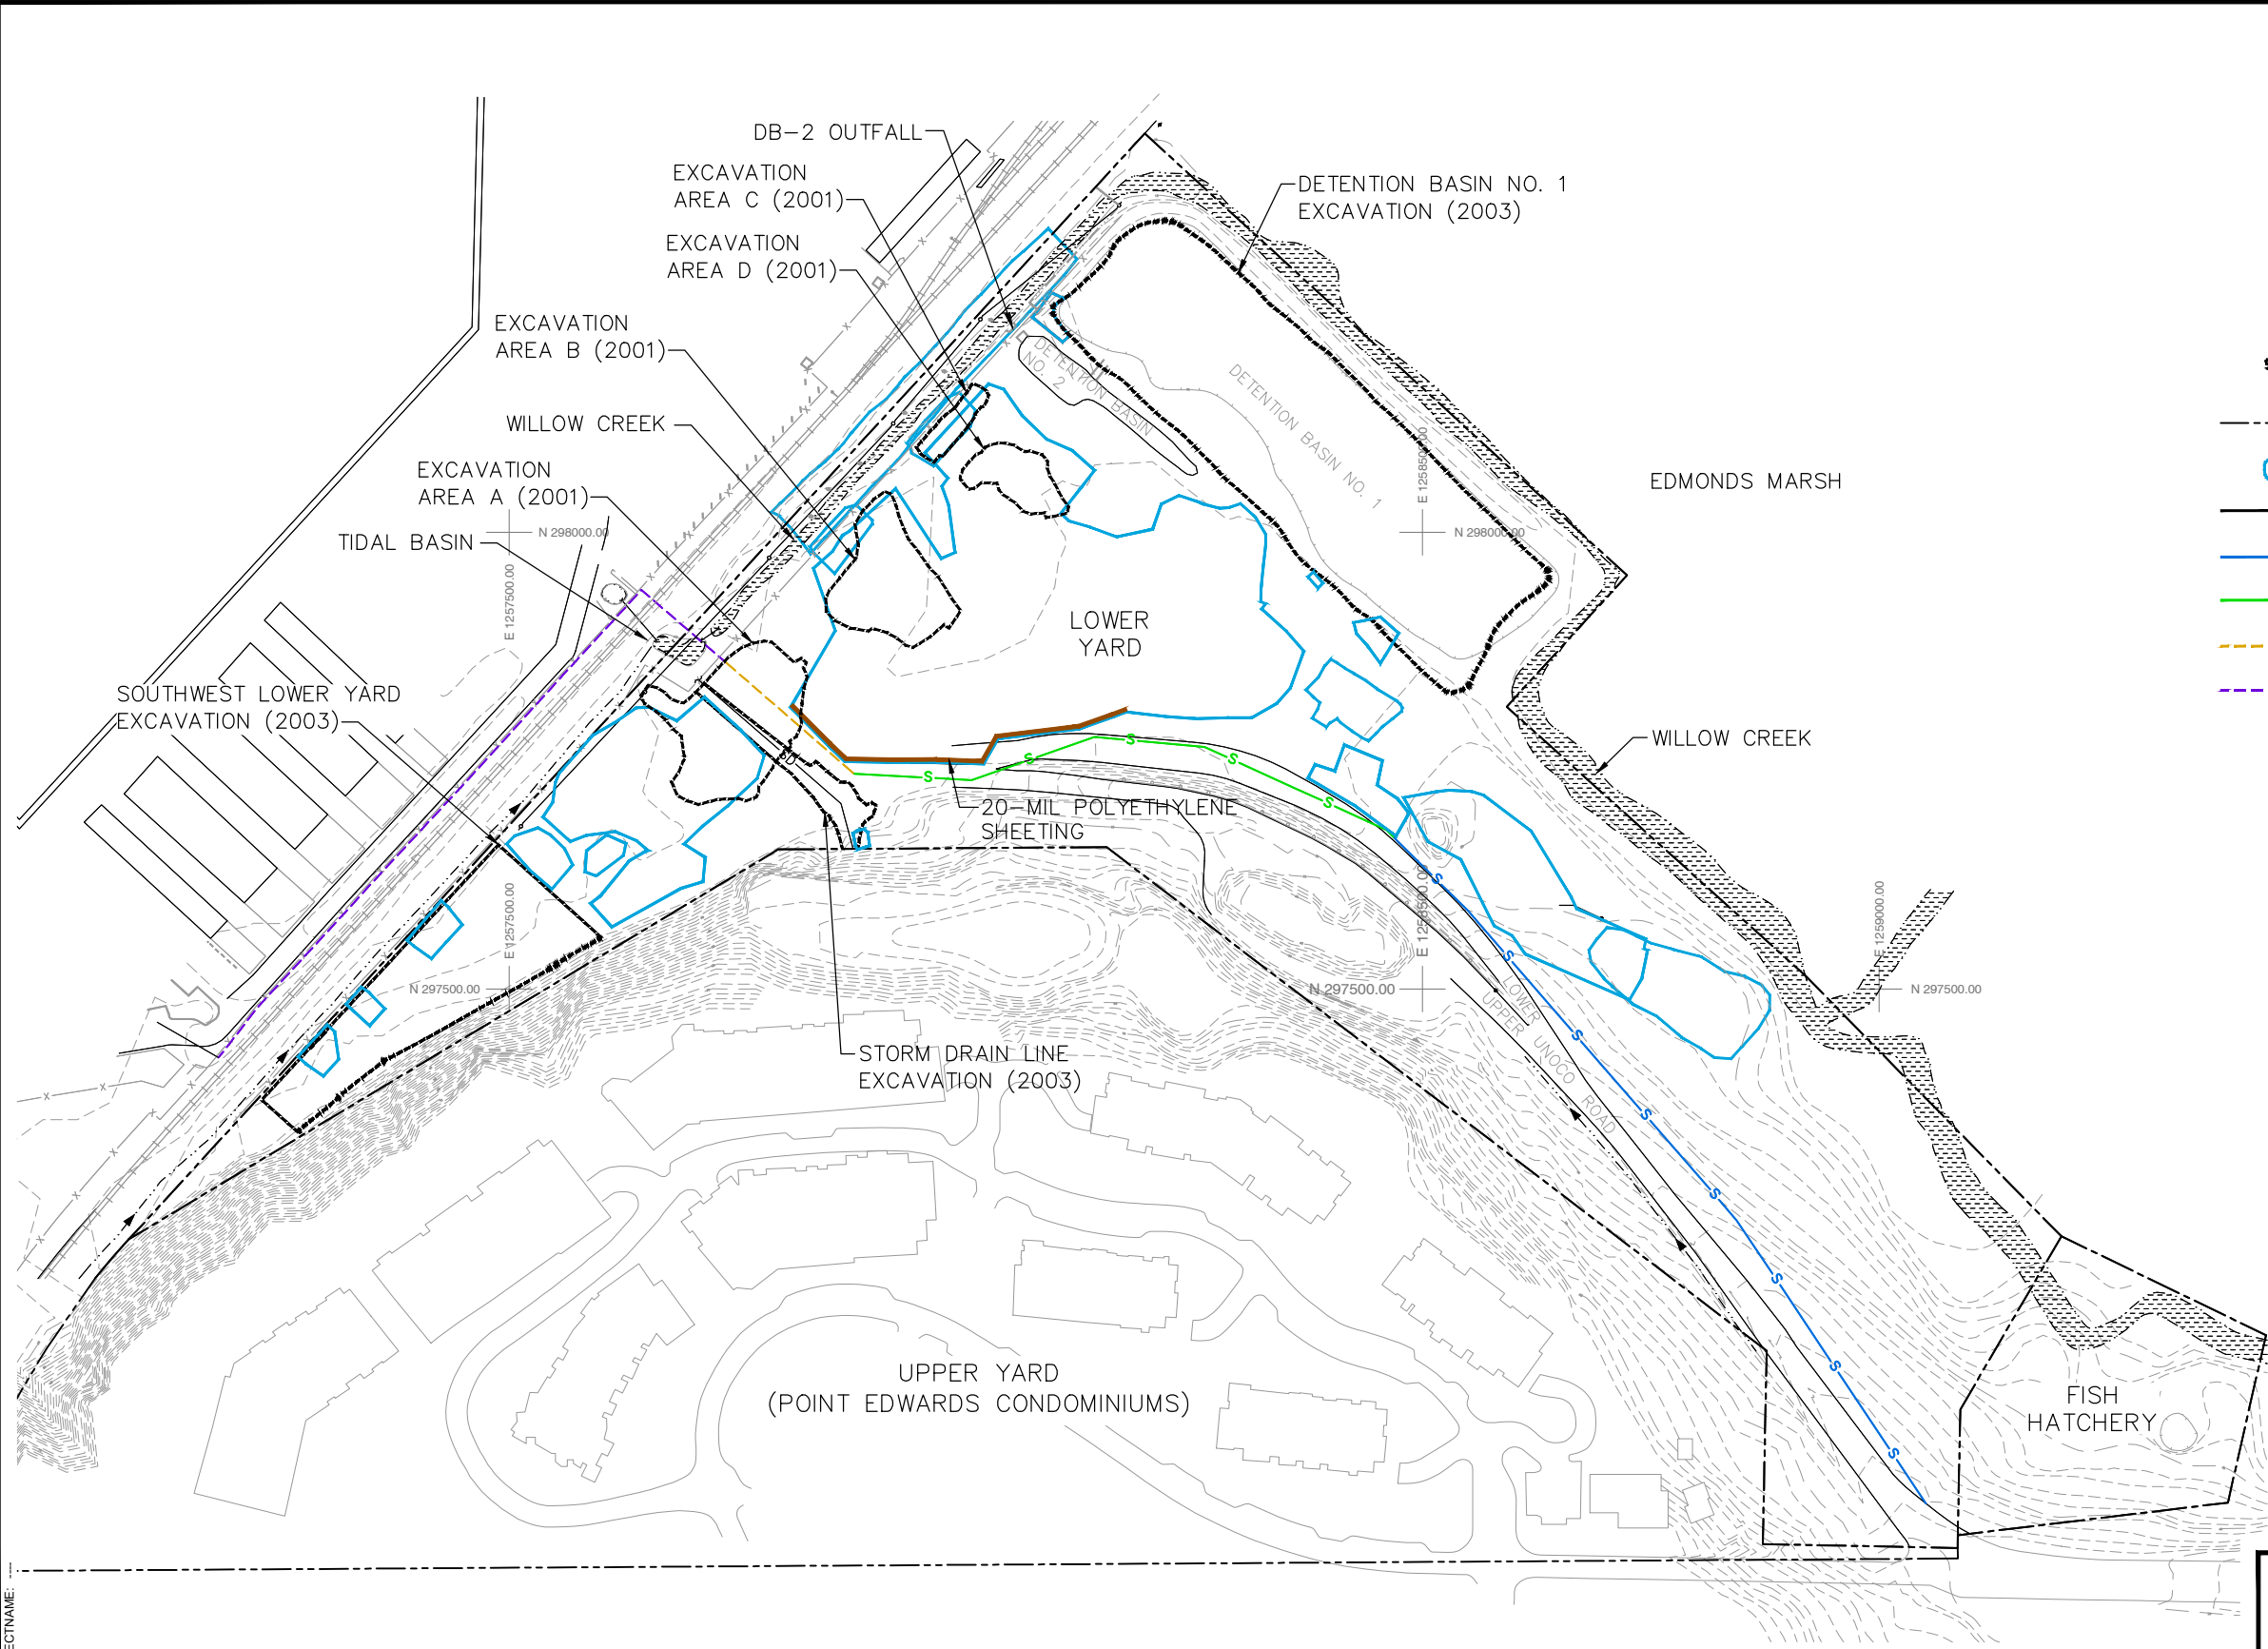 DB-2 OUTFALL
EXCAVATION
AREA C (2001)
DETENTION BASIN NO. 1
EXCAVATION (2003)
EXCAVATION
AREA D (2001)
EXCAVATION
AREA B (2001)
DETENTION BASIN
NO. 2
DETENTION BASIN NO. 1
WILLOW CREEK
EXCAVATION
AREA A (2001)
EDMONDS MARSH
TIDAL BASIN
N 298000.00
E 1257500.00
E 1258500.00
N 298000.00
LOWER
YARD
SOUTHWEST LOWER YARD
EXCAVATION (2003)
WILLOW CREEK
SD
S
S
S
S
S
20-MIL POLYETHYLENE
SHEETING
E 1257500.00
N 297500.00
E 1258500.00
N 297500.00
E 1259000.00
N 297500.00
S
S
S
S
S
S
S
S
LOWER
UPPER
UNOCO
ROAD
STORM DRAIN LINE
EXCAVATION (2003)
UPPER YARD
(POINT EDWARDS CONDOMINIUMS)
FISH
HATCHERY
ECTNAME: ----